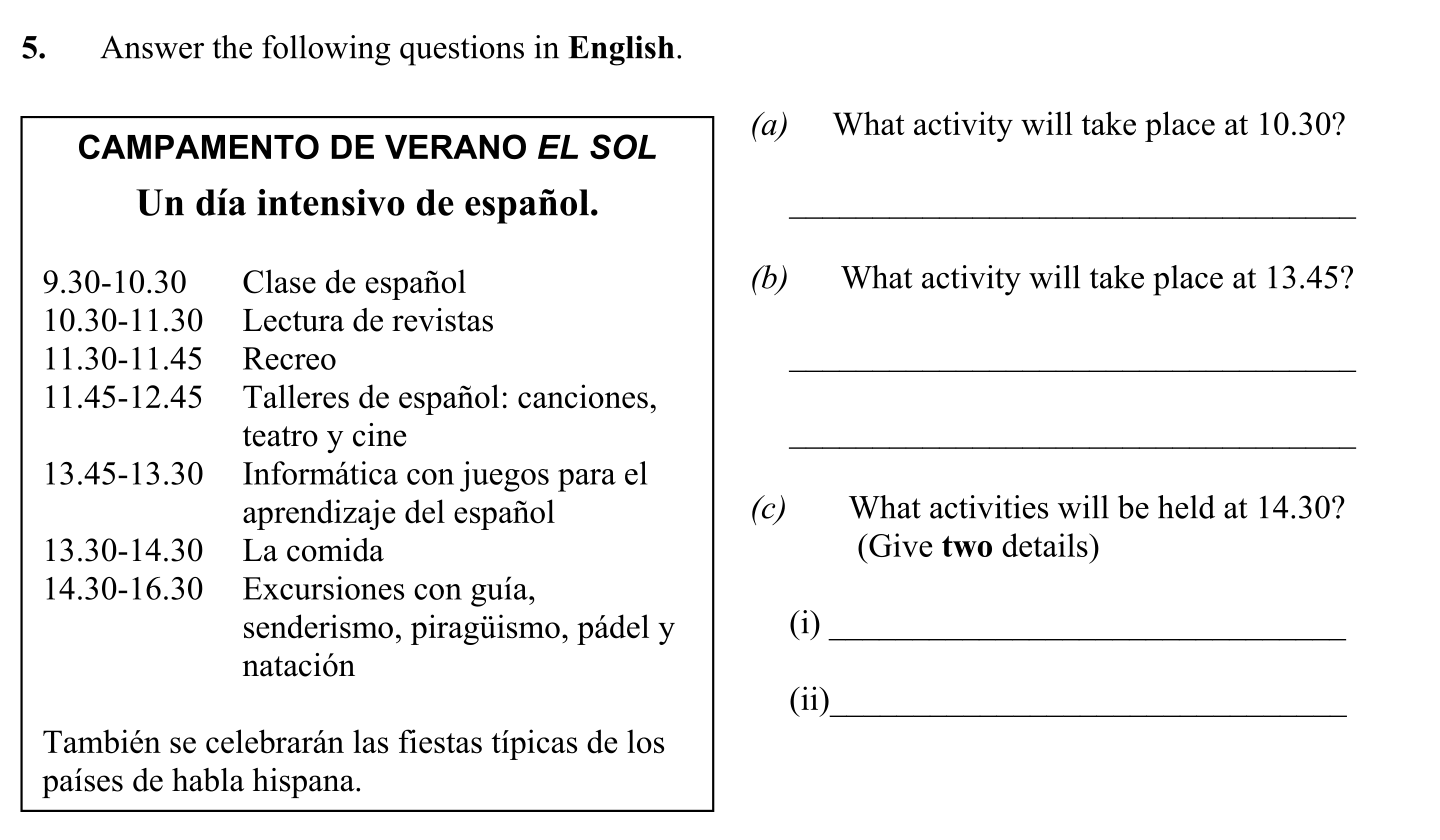 5. Answer the following questions in English.
CAMPAMENTO DE VERANO EL SOL
Un día intensivo de español.
9.30-10.30 Clase de español
10.30-11.30 Lectura de revistas
11.30-11.45 Recreo
11.45-12.45 Talleres de español: canciones,
teatro y cine
13.45-13.30 Informática con juegos para el
aprendizaje del español
13.30-14.30 La comida
14.30-16.30 Excursiones con guía,
senderismo, piragüismo, pádel y
natación
También se celebrarán las fiestas típicas de los
países de habla hispana.
(a) What activity will take place at 10.30?
(b) What activity will take place at 13.45?
(c) What activities will be held at 14.30?
(Give two details)
(i)
(ii)